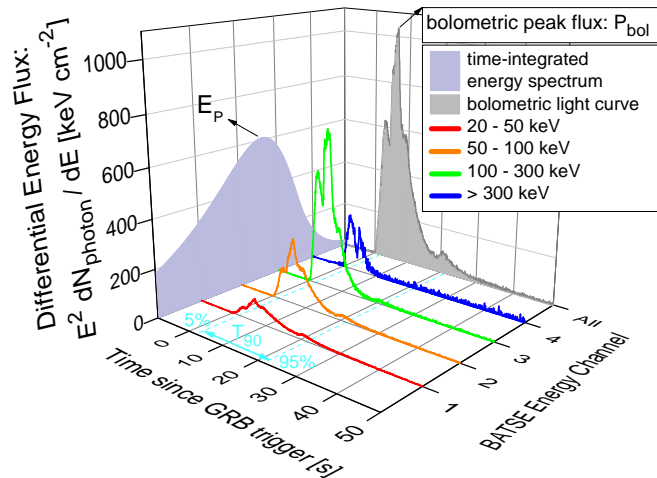 bolometric peak flux: P_bol
time-integrated
energy spectrum
bolometric light curve
20 - 50 keV
50 - 100 keV
100 - 300 keV
> 300 keV
Differential Energy Flux:
E² dN_photon / dE [keV cm⁻²]
1000
800
600
400
200
0
E_P
5%
T_90
95%
0
10
20
30
40
50
Time since GRB trigger [s]
1
2
3
4
All
BATSE Energy Channel